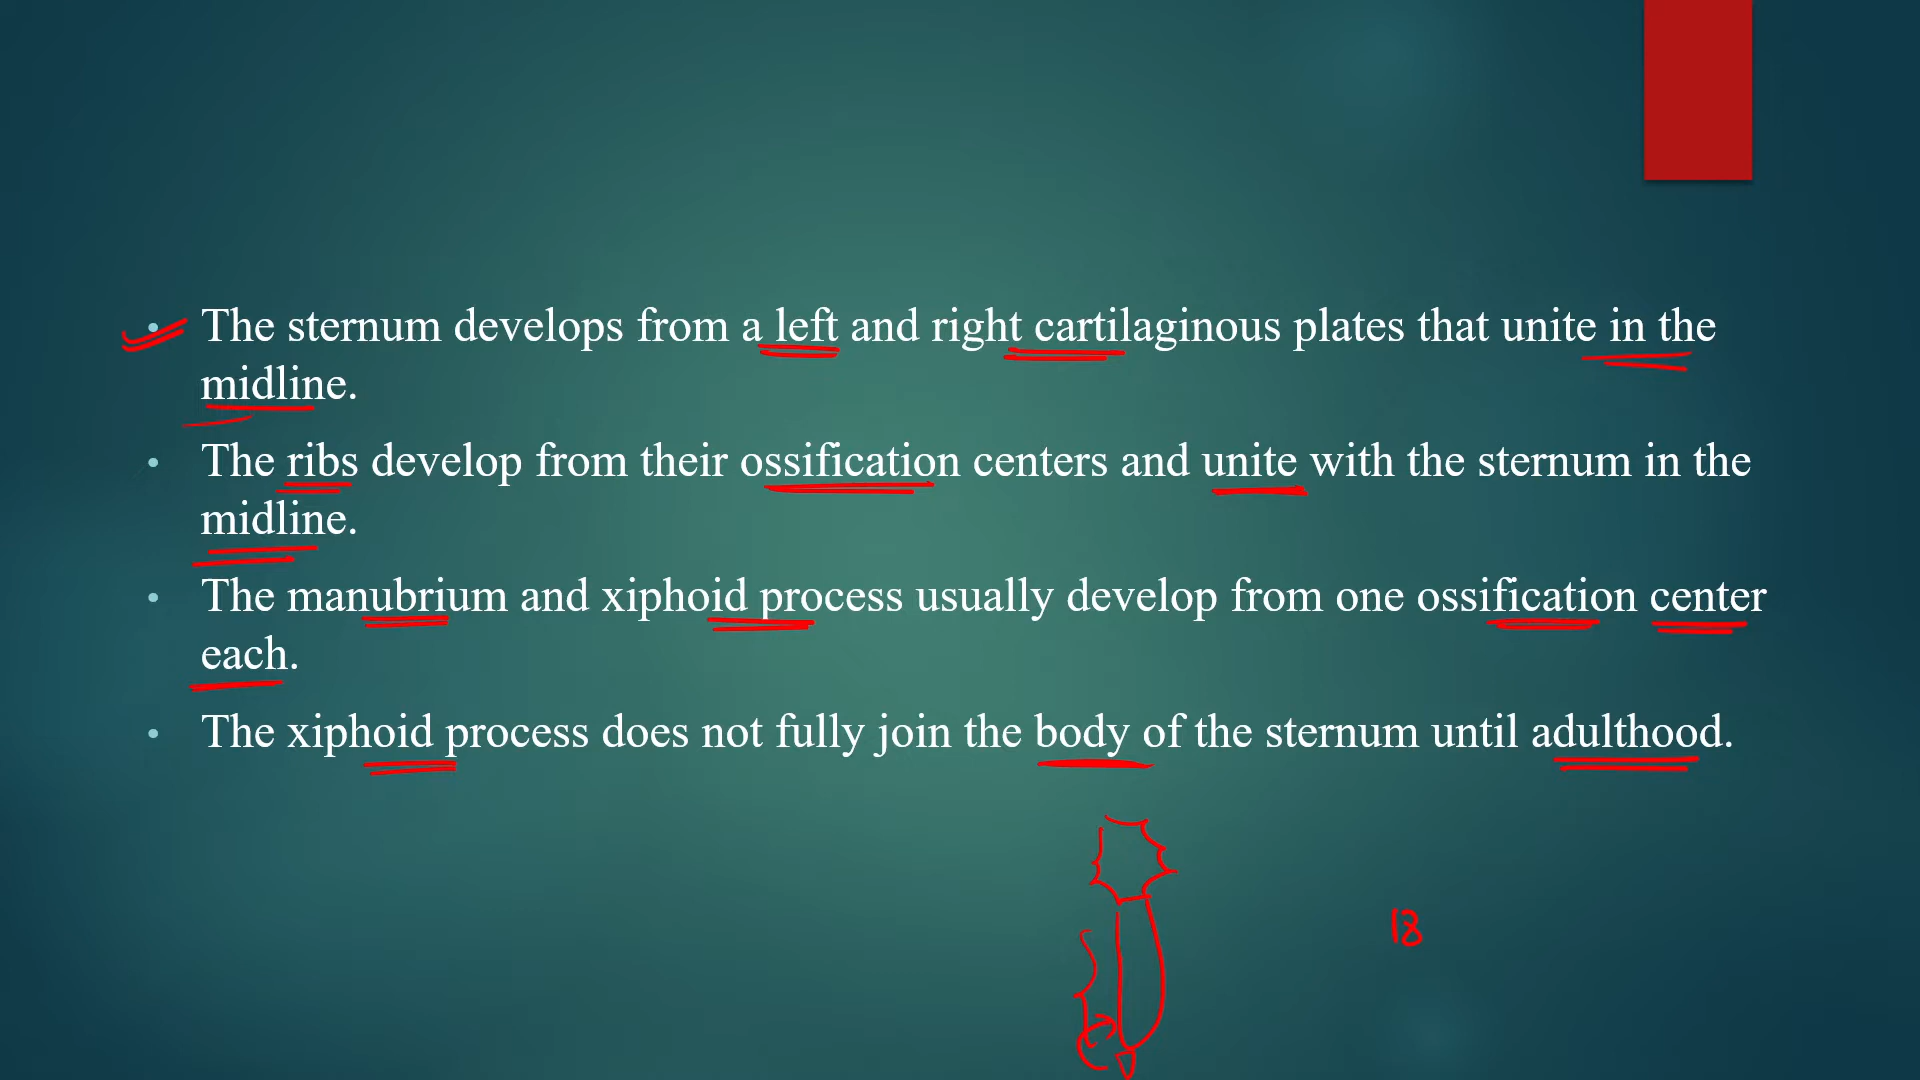 • The sternum develops from a left and right cartilaginous plates that unite in the
midline.
• The ribs develop from their ossification centers and unite with the sternum in the
midline.
• The manubrium and xiphoid process usually develop from one ossification center
each.
• The xiphoid process does not fully join the body of the sternum until adulthood.
18